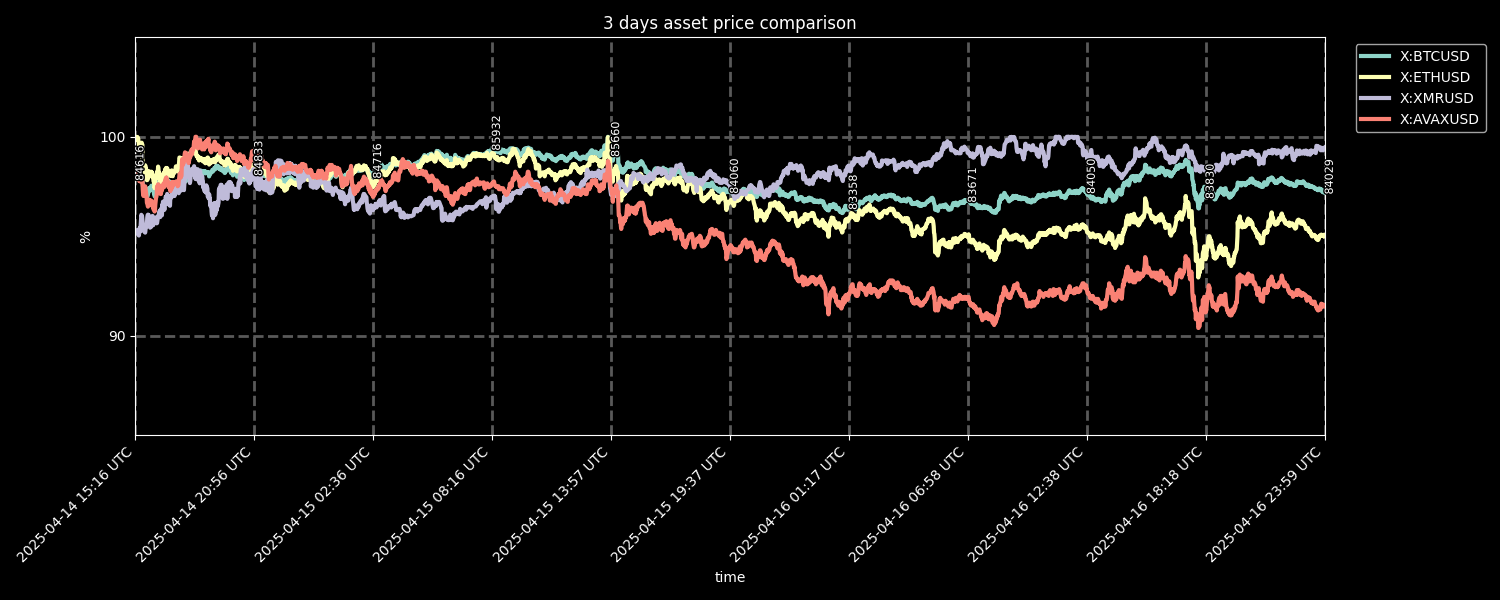 3 days asset price comparison
X:BTCUSD
X:ETHUSD
X:XMRUSD
X:AVAXUSD
100
90
%
84616
84833
84716
85932
85660
84060
83358
83671
84050
83830
84029
2025-04-14 15:16 UTC
2025-04-14 20:56 UTC
2025-04-15 02:36 UTC
2025-04-15 08:16 UTC
2025-04-15 13:57 UTC
2025-04-15 19:37 UTC
2025-04-16 01:17 UTC
2025-04-16 06:58 UTC
2025-04-16 12:38 UTC
2025-04-16 18:18 UTC
2025-04-16 23:59 UTC
time